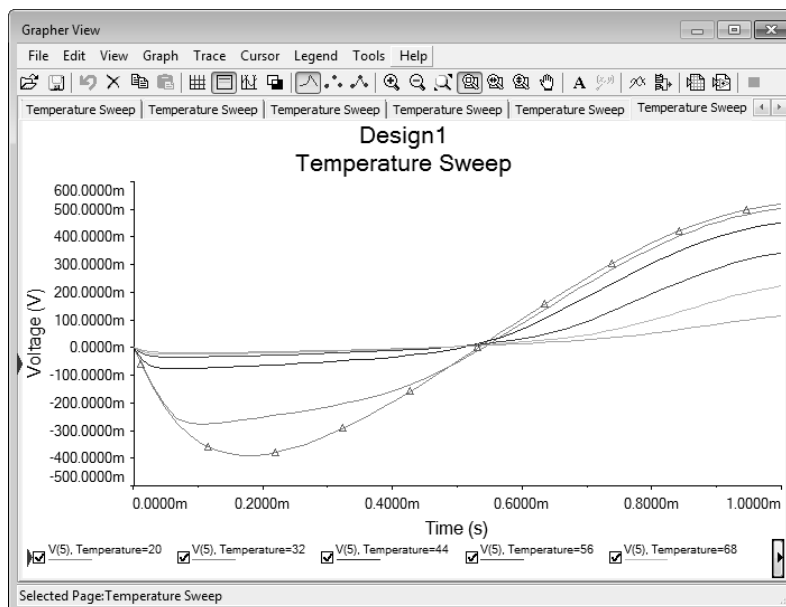 Grapher View
File Edit View Graph Trace Cursor Legend Tools Help
A
Temperature Sweep Temperature Sweep Temperature Sweep Temperature Sweep Temperature Sweep Temperature Sweep
Design1
Temperature Sweep
600.0000m
500.0000m
400.0000m
300.0000m
200.0000m
100.0000m
0.0000m
-100.0000m
-200.0000m
-300.0000m
-400.0000m
-500.0000m
Voltage (V)
0.0000m 0.2000m 0.4000m 0.6000m 0.8000m 1.0000m
Time (s)
V(5), Temperature=20 V(5), Temperature=32 V(5), Temperature=44 V(5), Temperature=56 V(5), Temperature=68
Selected Page:Temperature Sweep